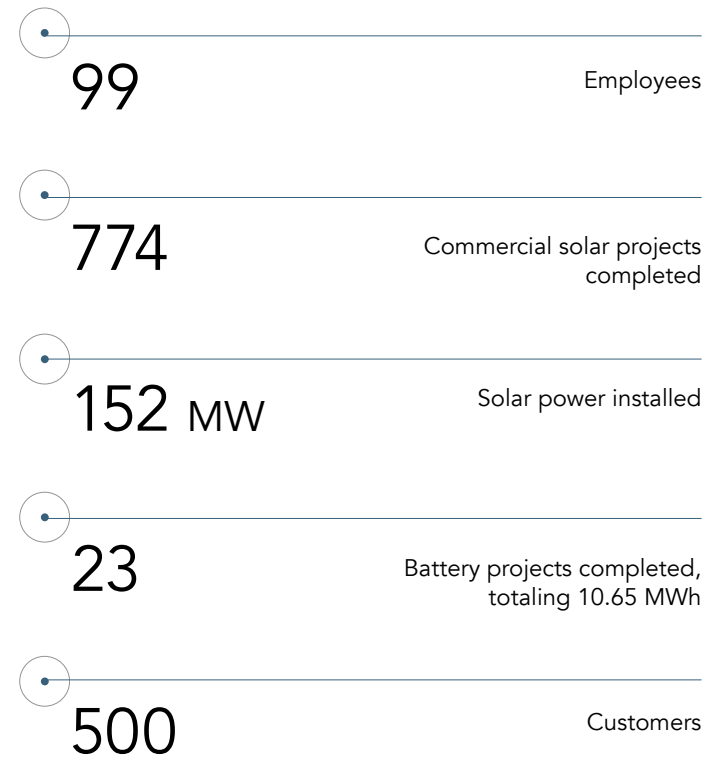 99
Employees
774
Commercial solar projects
completed
152 MW
Solar power installed
23
Battery projects completed,
totaling 10.65 MWh
500
Customers